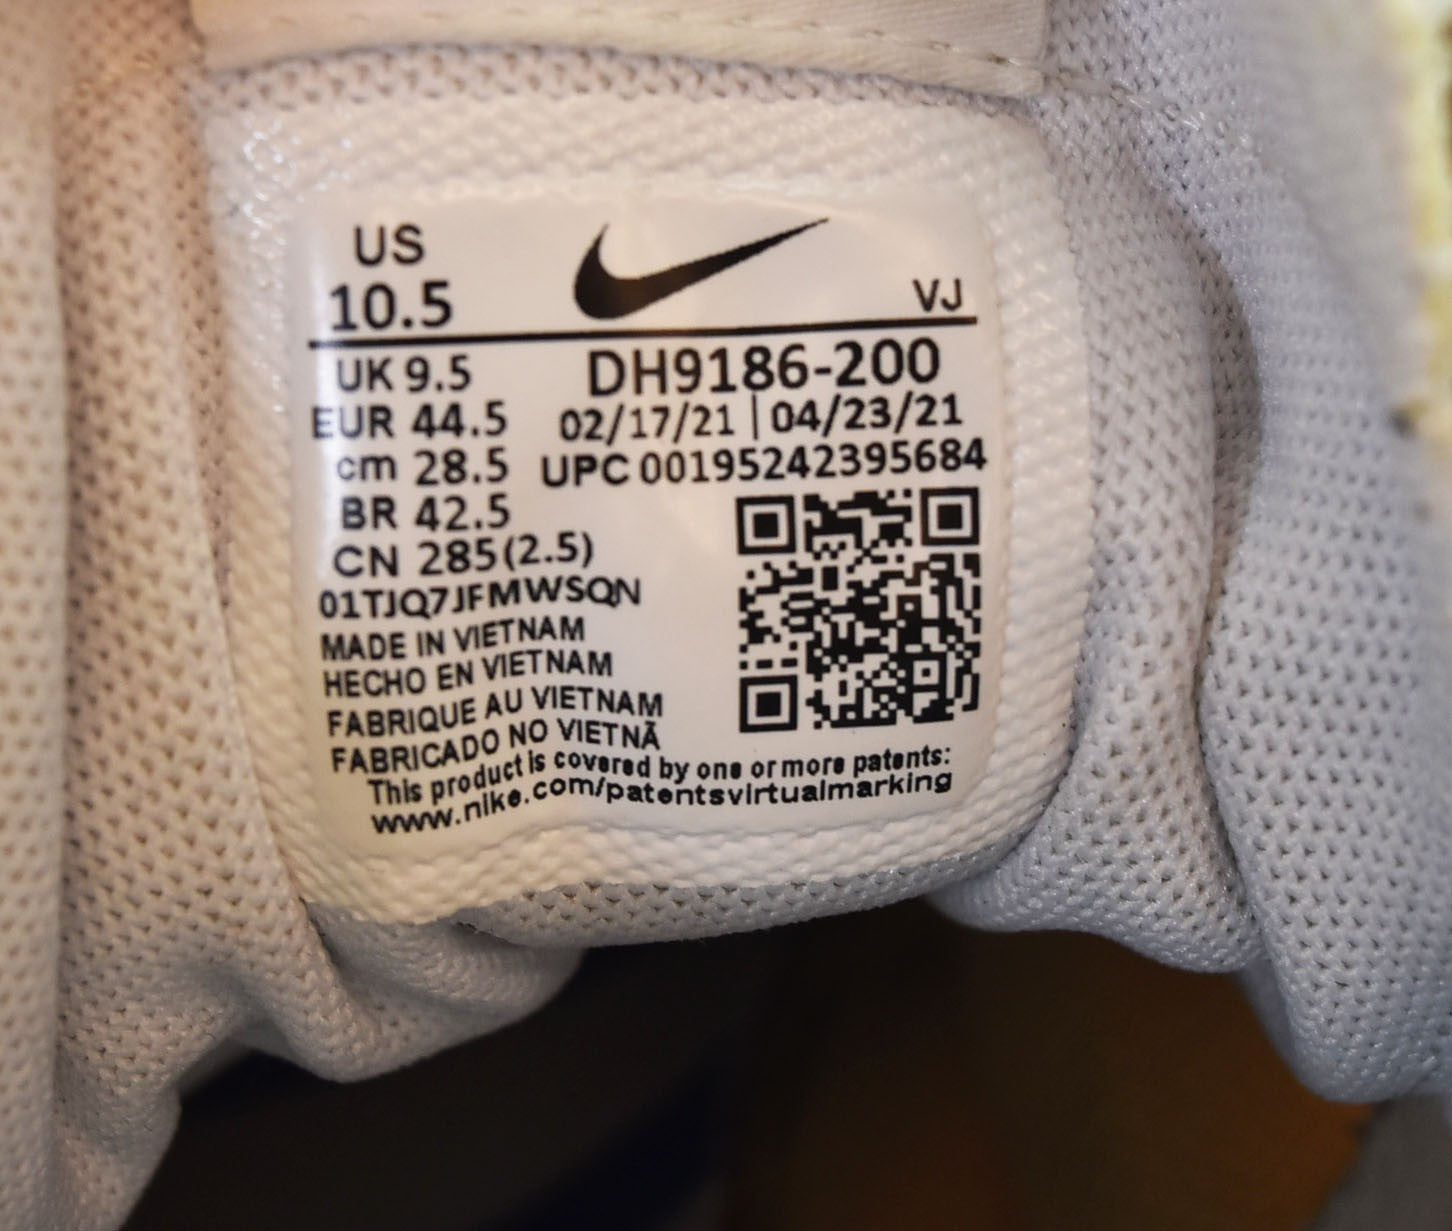 US
10.5
VJ
UK 9.5
DH9186-200
EUR 44.5
02/17/21 | 04/23/21
cm 28.5
UPC 00195242395684
BR 42.5
CN 285(2.5)
01TJQ7JFMWSQN
MADE IN VIETNAM
HECHO EN VIETNAM
FABRIQUE AU VIETNAM
FABRICADO NO VIETNÃ
This product is covered by one or more patents:
www.nike.com/patentsvirtualmarking